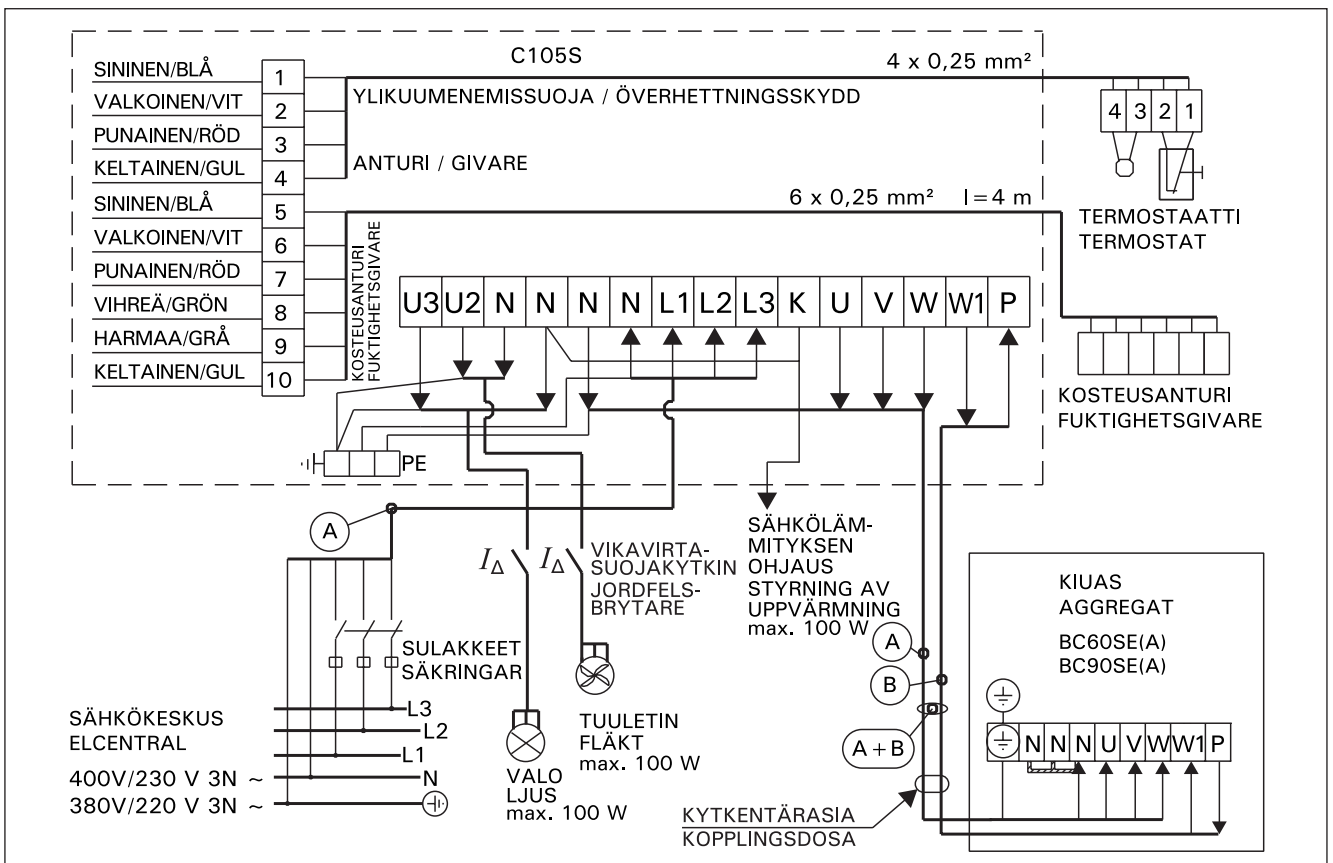 C105S
4 x 0,25 mm²
SININEN/BLÅ 1
VALKOINEN/VIT 2
PUNAINEN/RÖD 3
KELTAINEN/GUL 4
SININEN/BLÅ 5
VALKOINEN/VIT 6
PUNAINEN/RÖD 7
VIHREÄ/GRÖN 8
HARMAA/GRÅ 9
KELTAINEN/GUL 10
YLIKUUMENEMISSUOJA / ÖVERHETTNINGSSKYDD
ANTURI / GIVARE
4 3 2 1
TERMOSTAATTI
TERMOSTAT
6 x 0,25 mm² l=4 m
KOSTEUSANTURI
FUKTIGHETSGIVARE
U3 U2 N N N N L1 L2 L3 K U V W W1 P
KOSTEUSANTURI
FUKTIGHETSGIVARE
PE
A
I∆
I∆
VIKAVIRTA-
SUOJAKYTKIN
JORDFELS-
BRYTARE
SÄHKÖLÄM-
MITYKSEN
OHJAUS
STYRNING AV
UPPVÄRMNING
max. 100 W
SULAKKEET
SÄKRINGAR
SÄHKÖKESKUS
ELCENTRAL
400V/230 V 3N ~
380V/220 V 3N ~
L3
L2
L1
N
VALO
LJUS
max. 100 W
TUULETIN
FLÄKT
max. 100 W
A
B
A+B
KYTKENTÄRASIA
KOPPLINGSDOSA
KIUAS
AGGREGAT
BC60SE(A)
BC90SE(A)
N N N U V W W1 P